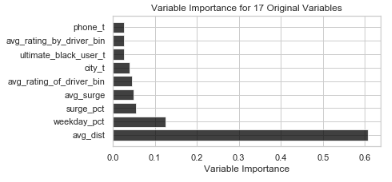 Variable Importance for 17 Original Variables
phone_t
avg_rating_by_driver_bin
ultimate_black_user_t
city_t
avg_rating_of_driver_bin
avg_surge
surge_pct
weekday_pct
avg_dist
0.0 0.1 0.2 0.3 0.4 0.5 0.6
Variable Importance